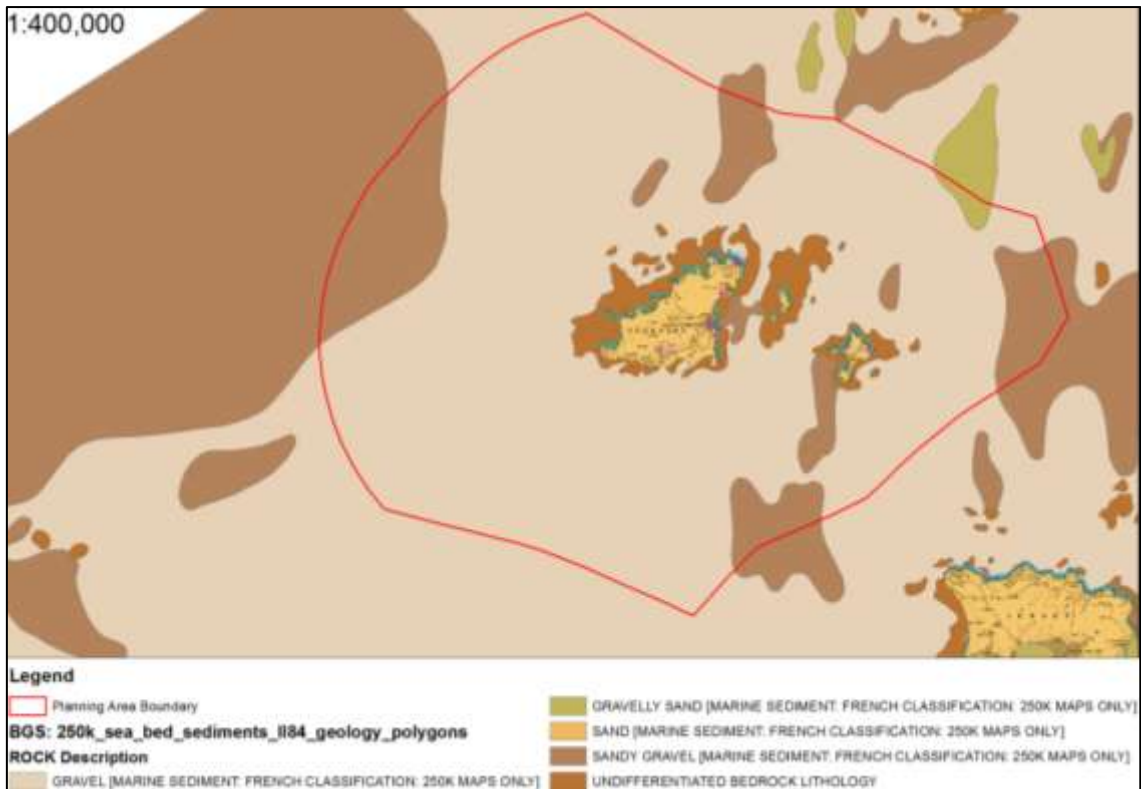 1:400,000
Legend
Planning Area Boundary
BGS: 250k_sea_bed_sediments_ll84_geology_polygons
ROCK Description
GRAVEL [MARINE SEDIMENT: FRENCH CLASSIFICATION: 250K MAPS ONLY]
GRAVELLY SAND [MARINE SEDIMENT: FRENCH CLASSIFICATION: 250K MAPS ONLY]
SAND [MARINE SEDIMENT: FRENCH CLASSIFICATION: 250K MAPS ONLY]
SANDY GRAVEL [MARINE SEDIMENT: FRENCH CLASSIFICATION: 250K MAPS ONLY]
UNDIFFERENTIATED BEDROCK LITHOLOGY